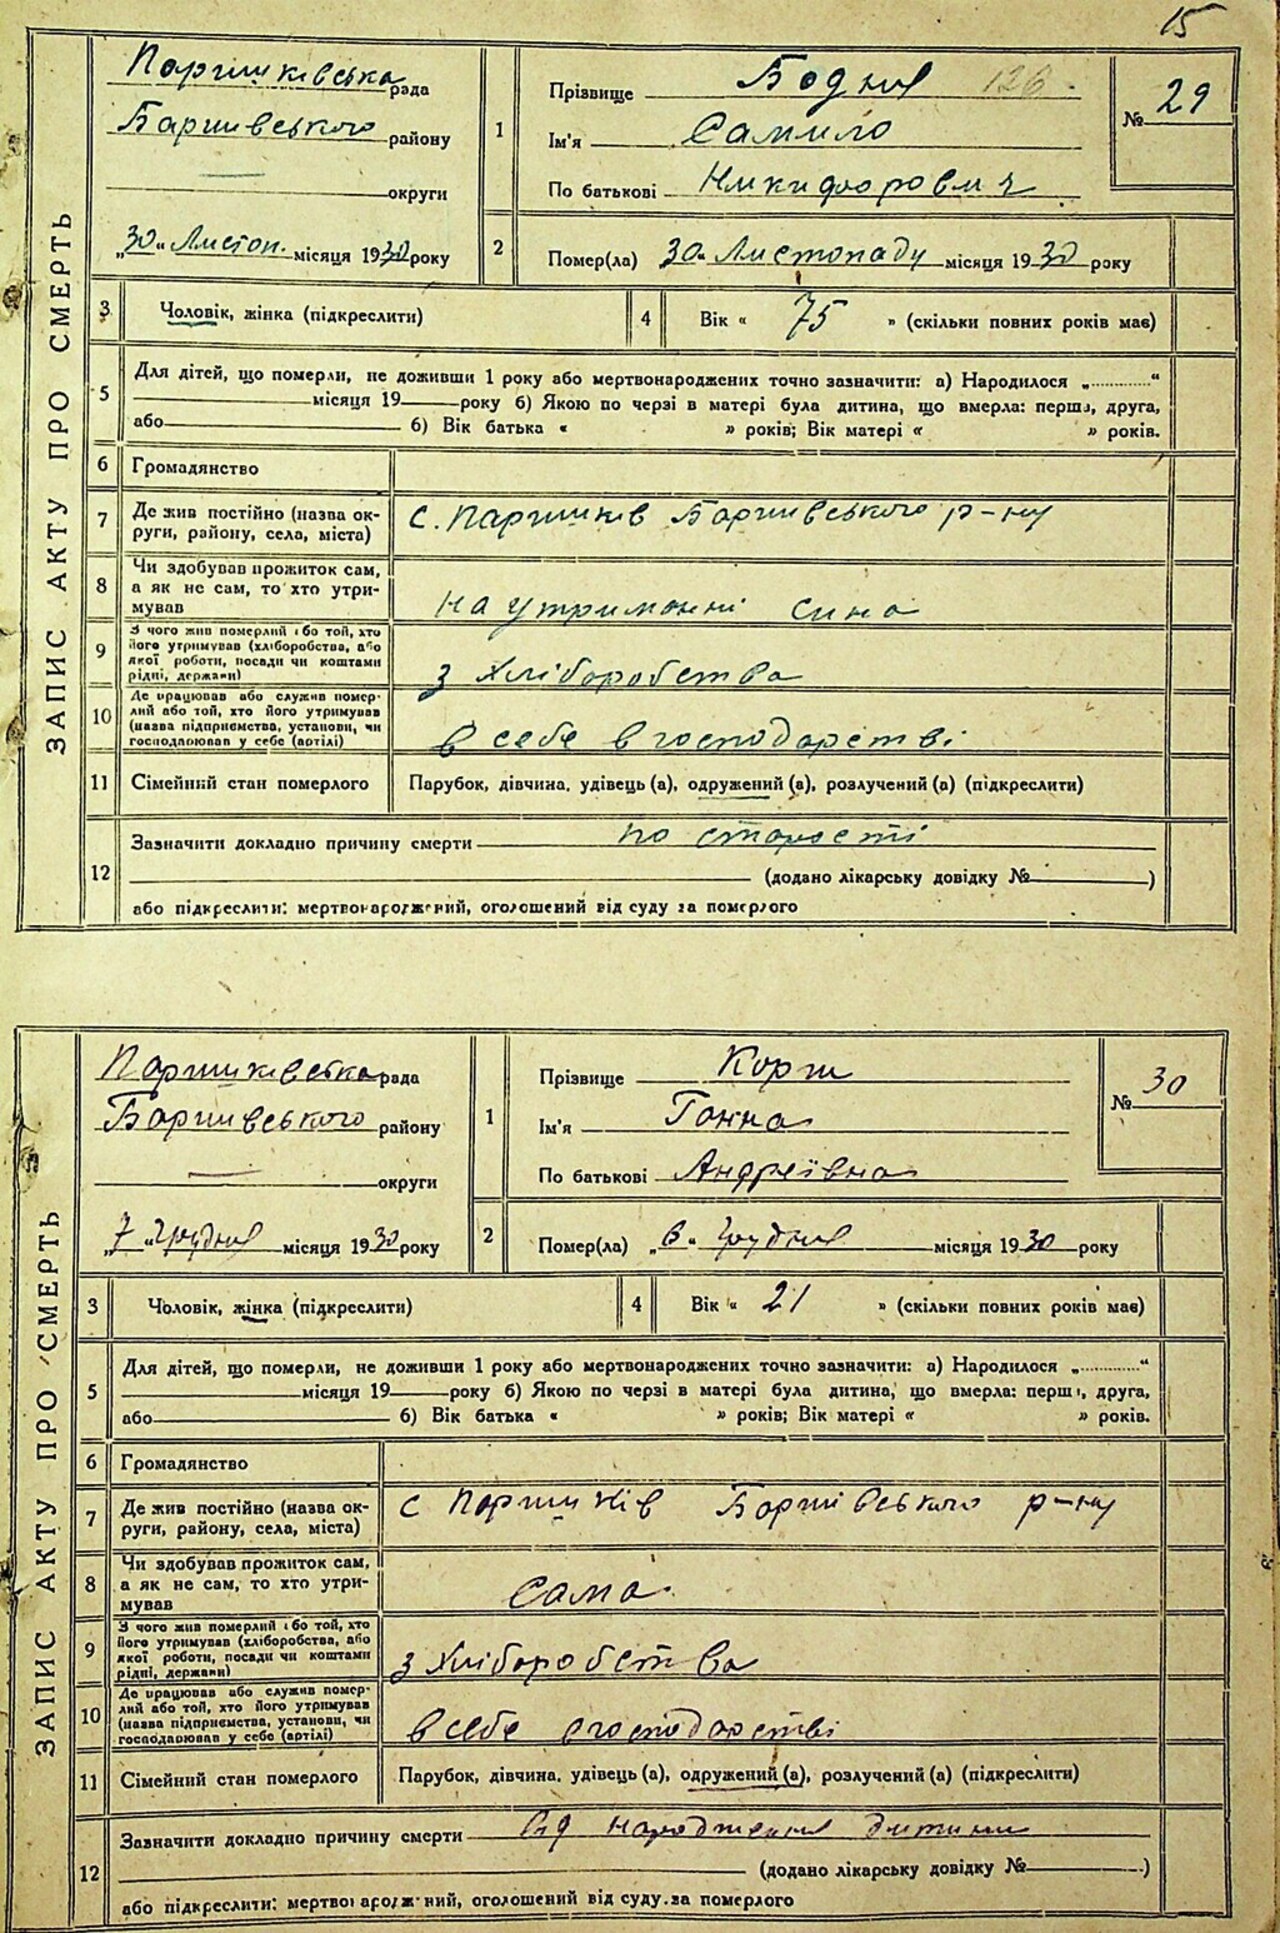 15
ЗАПИС АКТУ ПРО СМЕРТЬ
Паришківська рада
Баришівського району
округи
„30“ Листоп. місяця 1930 року
1
Прізвище 126
Ім'я Самило
По батькові Никифорович
№ 29
2 Помер(ла) 30 „ Листопаду місяця 1930 року
3 Чоловік, жінка (підкреслити)
4 Вік « 75 » (скільки повних років має)
5 Для дітей, що померли, не доживши 1 року або мертвонароджених точно зазначити: а) Народилося „ “
місяця 19 року б) Якою по черзі в матері була дитина, що вмерла: перша, друга,
або б) Вік батька « » років; Вік матері « » років.
6 Громадянство
7 Де жив постійно (назва ок-
руги, району, села, міста)
с. Паришків Баришівського р-ну
8 Чи здобував прожиток сам,
а як не сам, то хто утри-
мував
на утриманні сина
9 З чого жив померлий або той, хто
його утримував (хліборобства, або
якої роботи, посади чи коштами
рідні, держави)
з хліборобства
10 Де працював або служив помер-
лий або той, хто його утримував
(назва підприємства, установи, чи
господарював у себе (артілі)
в себе в господарстві
11 Сімейний стан померлого Парубок, дівчина, удівець (а), одружений (а), розлучений (а) (підкреслити)
12 Зазначити докладно причину смерти по старості
(додано лікарську довідку № )
або підкреслити: мертвонароджений, оголошений від суду за померлого
ЗАПИС АКТУ ПРО СМЕРТЬ
Паришківська рада
Баришівського району
округи
„7“ Грудня місяця 1930 року
1
Прізвище Корж
Ім'я Ганна
По батькові Андріївна
№ 30
2 Помер(ла) „6“ Грудня місяця 1930 року
3 Чоловік, жінка (підкреслити)
4 Вік « 21 » (скільки повних років має)
5 Для дітей, що померли, не доживши 1 року або мертвонароджених точно зазначити: а) Народилося „ “
місяця 19 року б) Якою по черзі в матері була дитина, що вмерла: перша, друга,
або б) Вік батька « » років; Вік матері « » років.
6 Громадянство
7 Де жив постійно (назва ок-
руги, району, села, міста)
с Паришків Баришівського р-ну
8 Чи здобував прожиток сам,
а як не сам, то хто утри-
мував
сама
9 З чого жив померлий або той, хто
його утримував (хліборобства, або
якої роботи, посади чи коштами
рідні, держави)
з хліборобства
10 Де працював або служив помер-
лий або той, хто його утримував
(назва підприємства, установи, чи
господарював у себе (артілі)
в себе в господарстві
11 Сімейний стан померлого Парубок, дівчина, удівець (а), одружений (а), розлучений (а) (підкреслити)
12 Зазначити докладно причину смерти Від народження дитини
(додано лікарську довідку № )
або підкреслити: мертвонароджений, оголошений від суду за померлого